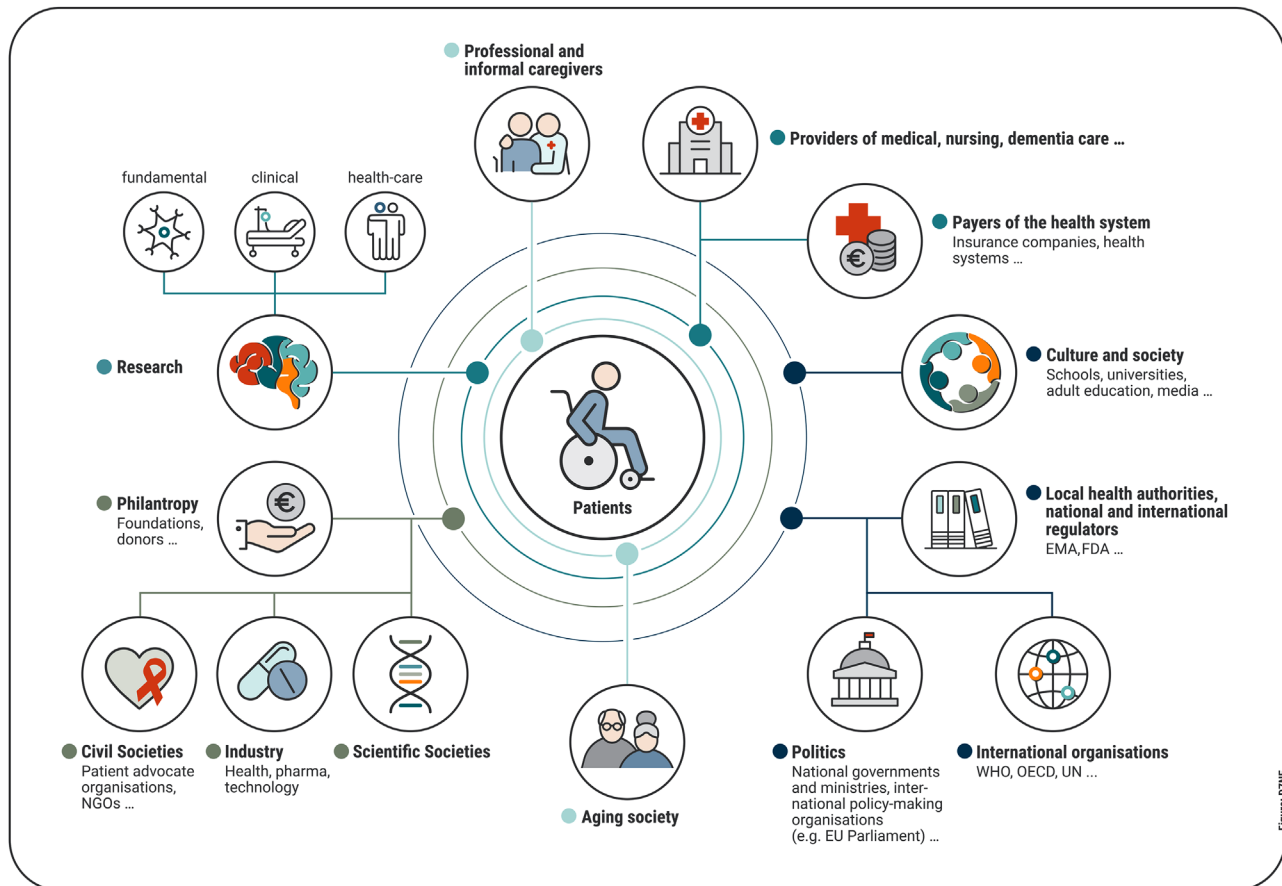 Professional and
informal caregivers
Providers of medical, nursing, dementia care ...
fundamental
clinical
health-care
Payers of the health system
Insurance companies, health
systems ...
Research
Culture and society
Schools, universities,
adult education, media ...
Patients
Philantropy
Foundations,
donors ...
Local health authorities,
national and international
regulators
EMA,FDA ...
Civil Societies
Patient advocate
organisations,
NGOs ...
Industry
Health, pharma,
technology
Scientific Societies
Aging society
Politics
National governments
and ministries, inter-
national policy-making
organisations
(e.g. EU Parliament) ...
International organisations
WHO, OECD, UN ...
€
€